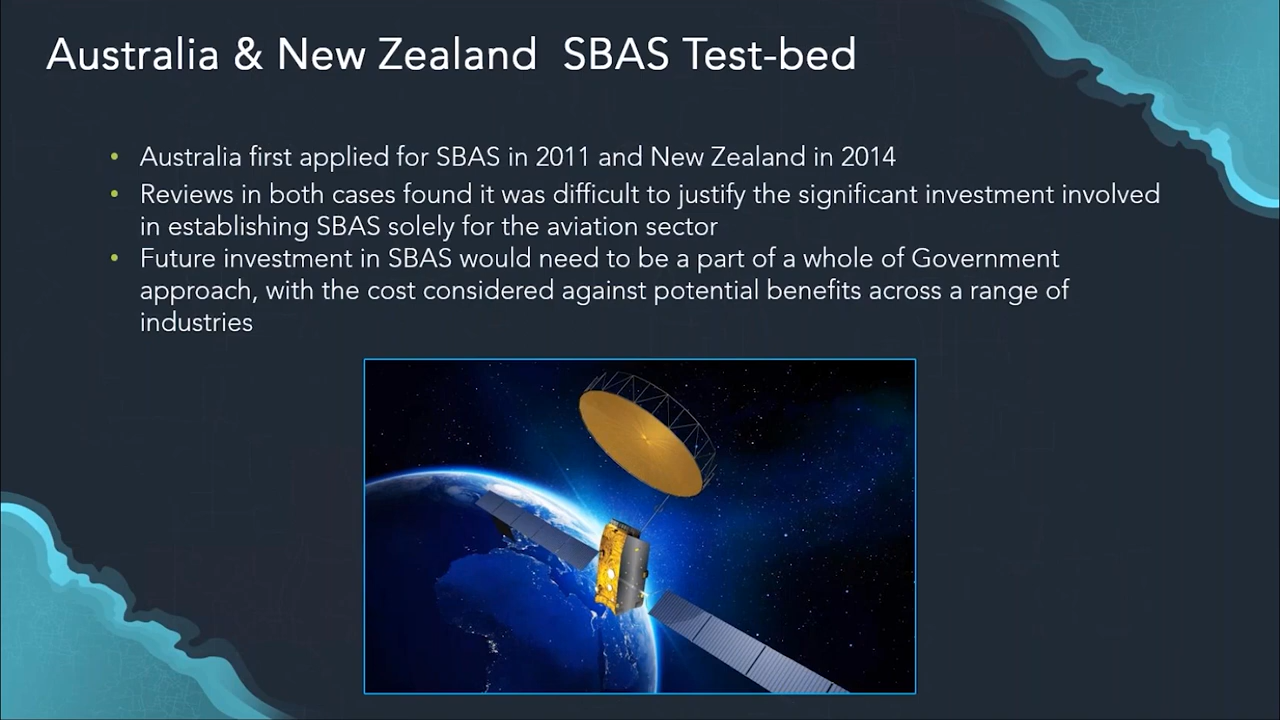 Australia & New Zealand  SBAS Test-bed
• Australia first applied for SBAS in 2011 and New Zealand in 2014
• Reviews in both cases found it was difficult to justify the significant investment involved
in establishing SBAS solely for the aviation sector
• Future investment in SBAS would need to be a part of a whole of Government
approach, with the cost considered against potential benefits across a range of
industries